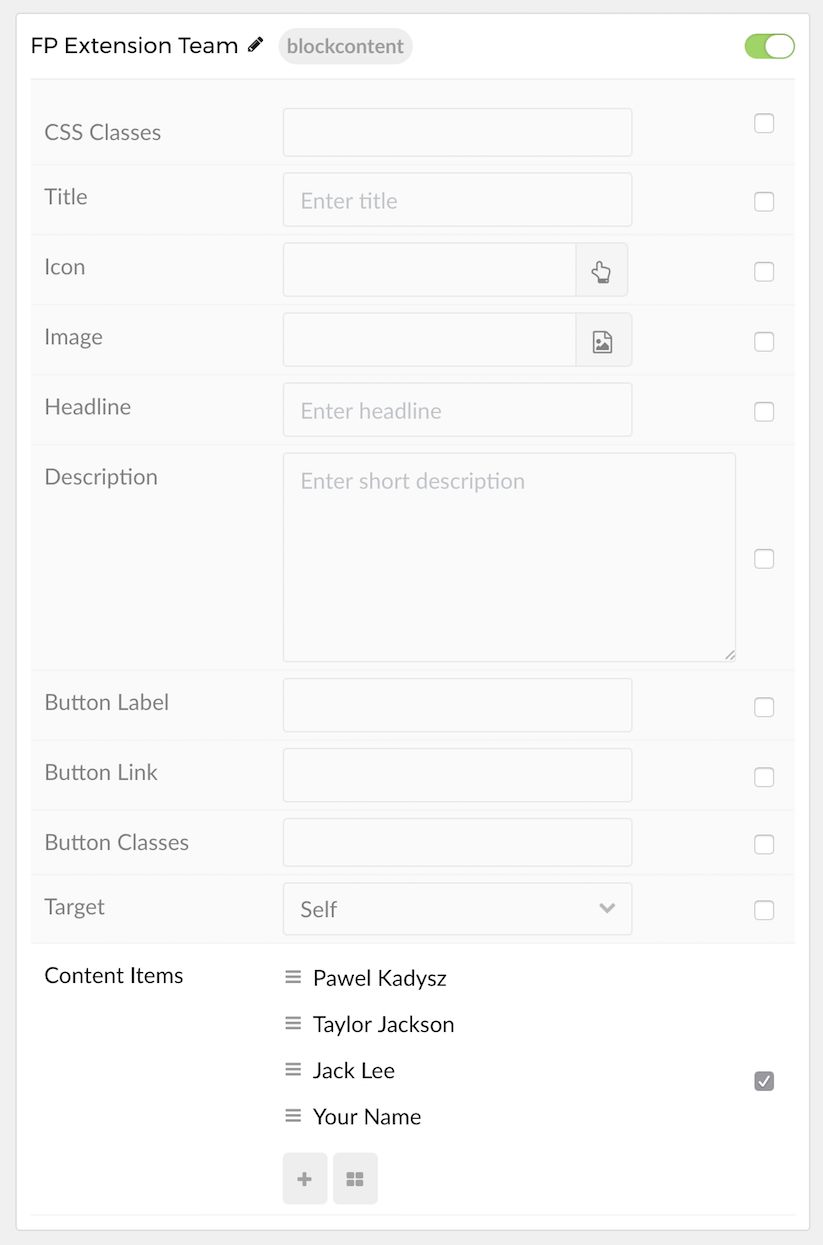 FP Extension Team blockcontent
CSS Classes
Title Enter title
Icon
Image
Headline Enter headline
Description Enter short description
Button Label
Button Link
Button Classes
Target Self
Content Items Pawel Kadysz
Taylor Jackson
Jack Lee
Your Name